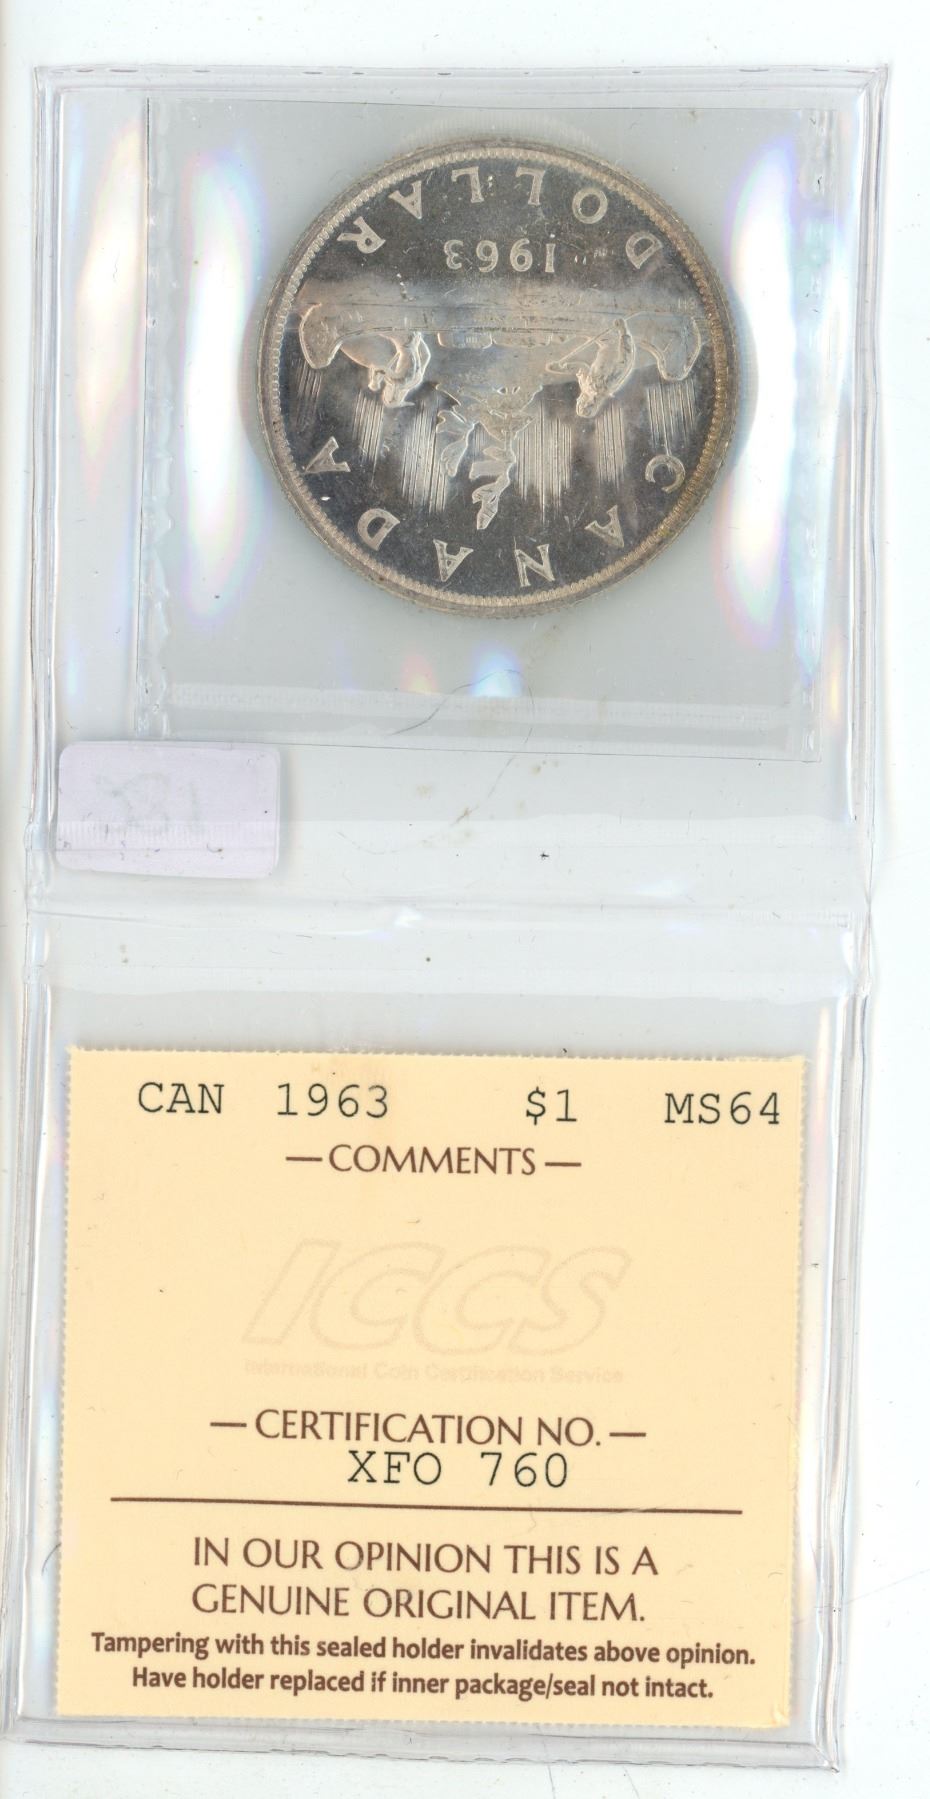 DOLLAR
1963
CANADA
CAN 1963 $1 MS64
— COMMENTS —
ICCS
International Coin Certification Service
— CERTIFICATION NO. —
XFO 760
IN OUR OPINION THIS IS A
GENUINE ORIGINAL ITEM.
Tampering with this sealed holder invalidates above opinion.
Have holder replaced if inner package/seal not intact.